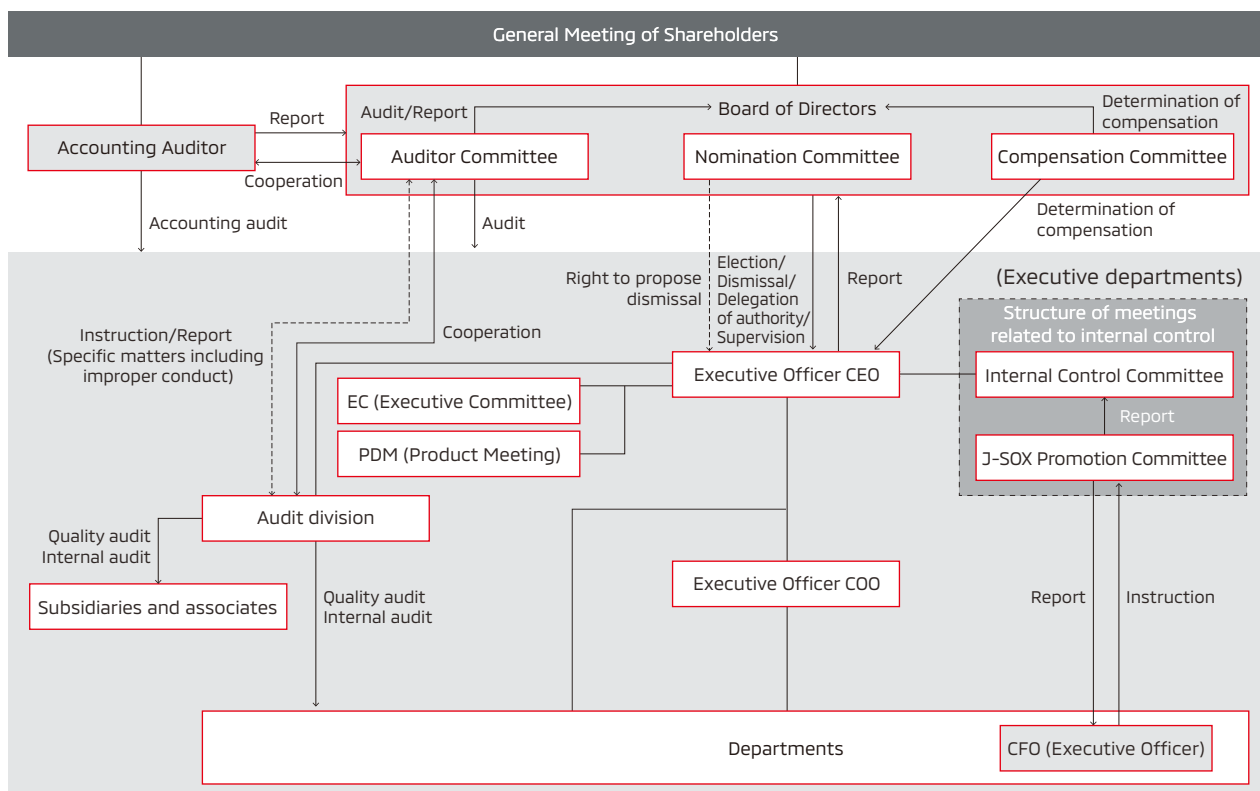 General Meeting of Shareholders
Report
Accounting Auditor
Cooperation
Accounting audit
Audit/Report
Board of Directors
Determination of
compensation
Auditor Committee
Nomination Committee
Compensation Committee
Audit
Determination of
compensation
Right to propose
dismissal
Election/
Dismissal/
Delegation
of authority/
Supervision
Report
(Executive departments)
Instruction/Report
(Specific matters including
improper conduct)
Cooperation
Structure of meetings
related to internal control
Executive Officer CEO
Internal Control Committee
EC (Executive Committee)
Report
PDM (Product Meeting)
J-SOX Promotion Committee
Audit division
Quality audit
Internal audit
Subsidiaries and associates
Quality audit
Internal audit
Executive Officer COO
Report
Instruction
Departments
CFO (Executive Officer)